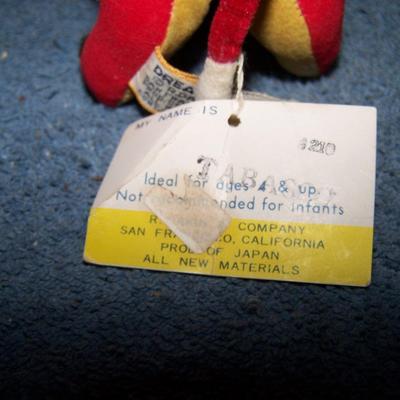 DREA
MY NAME IS
$2.10
TABASCO
Ideal for ages 4 & up.
Not recommended for infants
R. COMPANY
SAN FRANCISCO, CALIFORNIA
PROD. OF JAPAN
ALL NEW MATERIALS